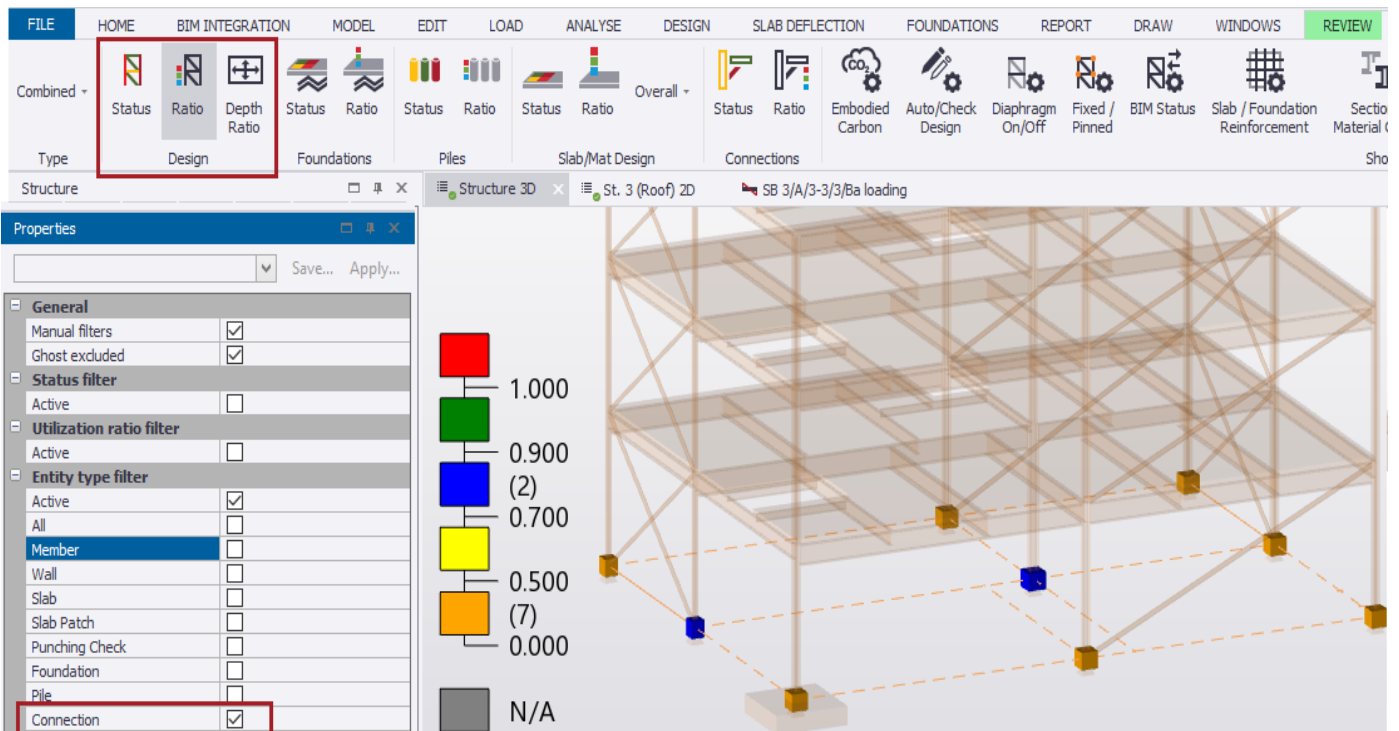 FILE HOME BIM INTEGRATION MODEL EDIT LOAD ANALYSE DESIGN SLAB DEFLECTION FOUNDATIONS REPORT DRAW WINDOWS REVIEW
Combined
Status Ratio Depth Ratio
Status Ratio
Status Ratio
Status Ratio
Overall
Status Ratio
CO2
Embodied Carbon
Auto/Check Design
Diaphragm On/Off
Fixed / Pinned
BIM Status
Slab / Foundation Reinforcement
Material
Type Design Foundations Piles Slab/Mat Design Connections
Structure
Structure 3D St. 3 (Roof) 2D SB 3/A/3-3/3/Ba loading
Properties
Save... Apply...
General
Manual filters
Ghost excluded
Status filter
Active
Utilization ratio filter
Active
Entity type filter
Active
All
Member
Wall
Slab
Slab Patch
Punching Check
Foundation
Pile
Connection
1.000
0.900
(2)
0.700
0.500
(7)
0.000
N/A